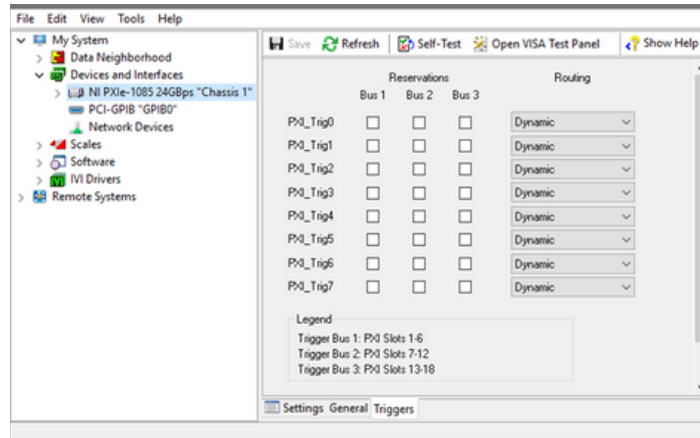 File Edit View Tools Help
My System
Data Neighborhood
Devices and Interfaces
NI PXIe-1085 24GBps "Chassis 1"
PCI-GPIB "GPIB0"
Network Devices
Scales
Software
IVI Drivers
Remote Systems
Save Refresh Self-Test Open VISA Test Panel Show Help
Reservations Routing
Bus 1 Bus 2 Bus 3
PXI_Trig0 Dynamic
PXI_Trig1 Dynamic
PXI_Trig2 Dynamic
PXI_Trig3 Dynamic
PXI_Trig4 Dynamic
PXI_Trig5 Dynamic
PXI_Trig6 Dynamic
PXI_Trig7 Dynamic
Legend
Trigger Bus 1: PXI Slots 1-6
Trigger Bus 2: PXI Slots 7-12
Trigger Bus 3: PXI Slots 13-18
Settings General Triggers